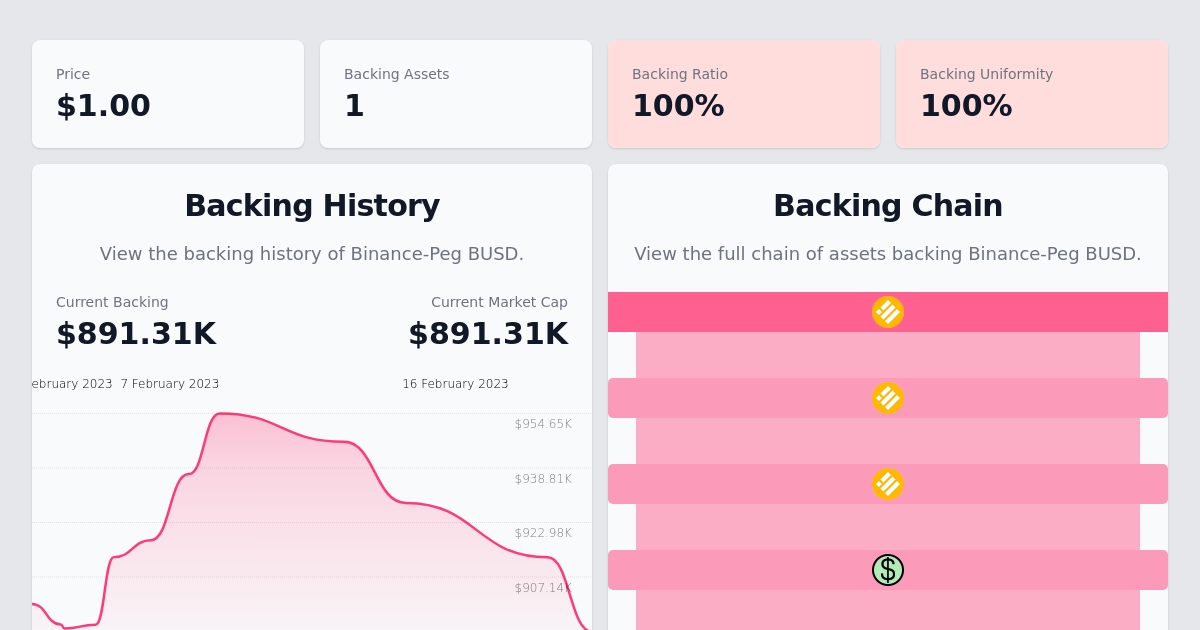 Price
$1.00
Backing Assets
1
Backing Ratio
100%
Backing Uniformity
100%
Backing History
View the backing history of Binance-Peg BUSD.
Current Backing
$891.31K
Current Market Cap
$891.31K
ebruary 2023 7 February 2023 16 February 2023
$954.65K
$938.81K
$922.98K
$907.14K
Backing Chain
View the full chain of assets backing Binance-Peg BUSD.
$